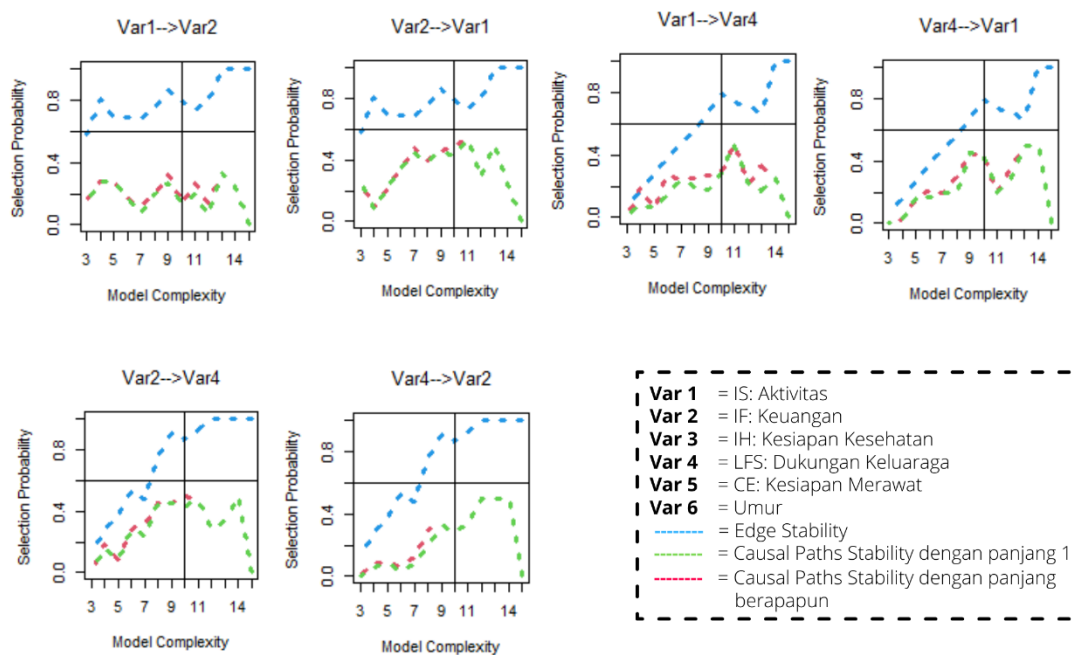 Var1-->Var2
Selection Probability
0.0 0.4 0.8
3 5 7 9 11 14
Model Complexity
Var2-->Var1
Selection Probability
0.0 0.4 0.8
3 5 7 9 11 14
Model Complexity
Var1-->Var4
Selection Probability
0.0 0.4 0.8
3 5 7 9 11 14
Model Complexity
Var4-->Var1
Selection Probability
0.0 0.4 0.8
3 5 7 9 11 14
Model Complexity
Var2-->Var4
Selection Probability
0.0 0.4 0.8
3 5 7 9 11 14
Model Complexity
Var4-->Var2
Selection Probability
0.0 0.4 0.8
3 5 7 9 11 14
Model Complexity
Var 1 = IS: Aktivitas
Var 2 = IF: Keuangan
Var 3 = IH: Kesiapan Kesehatan
Var 4 = LFS: Dukungan Keluaraga
Var 5 = CE: Kesiapan Merawat
Var 6 = Umur
= Edge Stability
= Causal Paths Stability dengan panjang 1
= Causal Paths Stability dengan panjang
berapapun